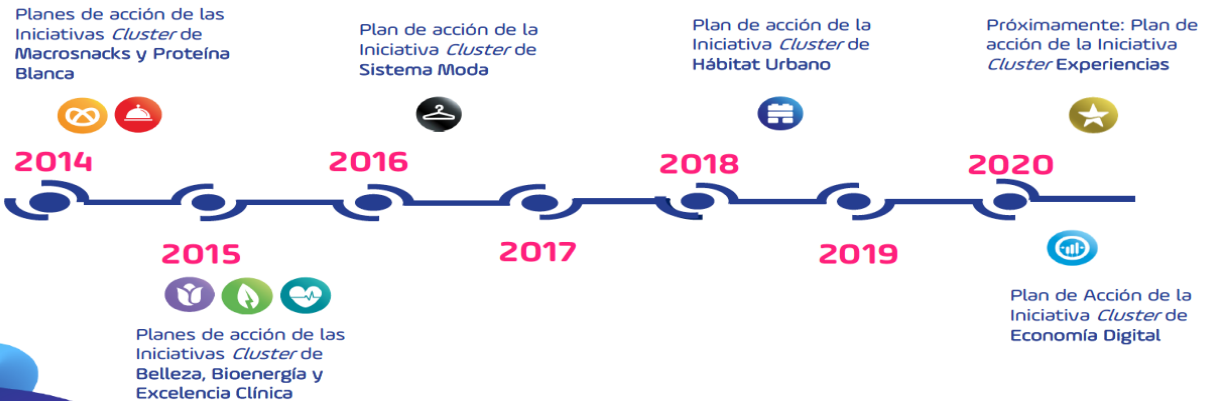 Planes de acción de las
Iniciativas Cluster de
Macrosnacks y Proteína
Blanca
2014
2015
Planes de acción de las
Iniciativas Cluster de
Belleza, Bioenergía y
Excelencia Clínica
Plan de acción de la
Iniciativa Cluster de
Sistema Moda
2016
2017
Plan de acción de la
Iniciativa Cluster de
Hábitat Urbano
2018
2019
Próximamente: Plan de
acción de la Iniciativa
Cluster Experiencias
2020
Plan de Acción de la
Iniciativa Cluster de
Economía Digital